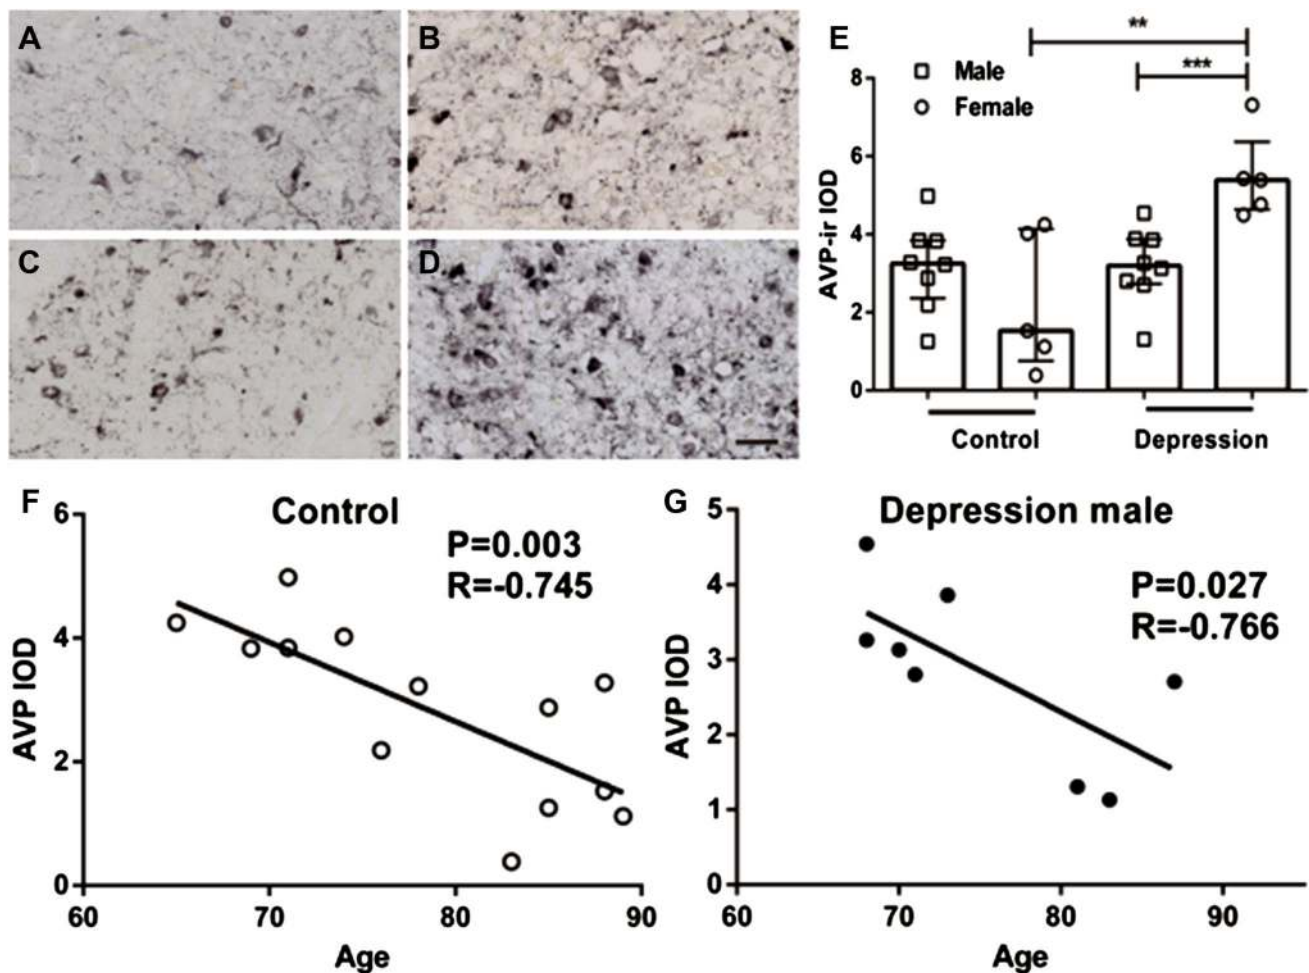 A
B
C
D
E
** 
***
Male
Female
8
6
4
2
0
AVP-ir IOD
Control
Depression
F
Control
P=0.003
R=-0.745
6
4
2
0
AVP IOD
60
70
80
90
Age
G
Depression male
P=0.027
R=-0.766
5
4
3
2
1
0
AVP IOD
60
70
80
90
Age